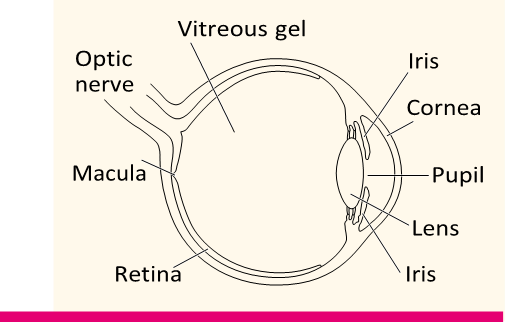 Vitreous gel
Optic
nerve
Iris
Cornea
Macula
Pupil
Lens
Retina
Iris